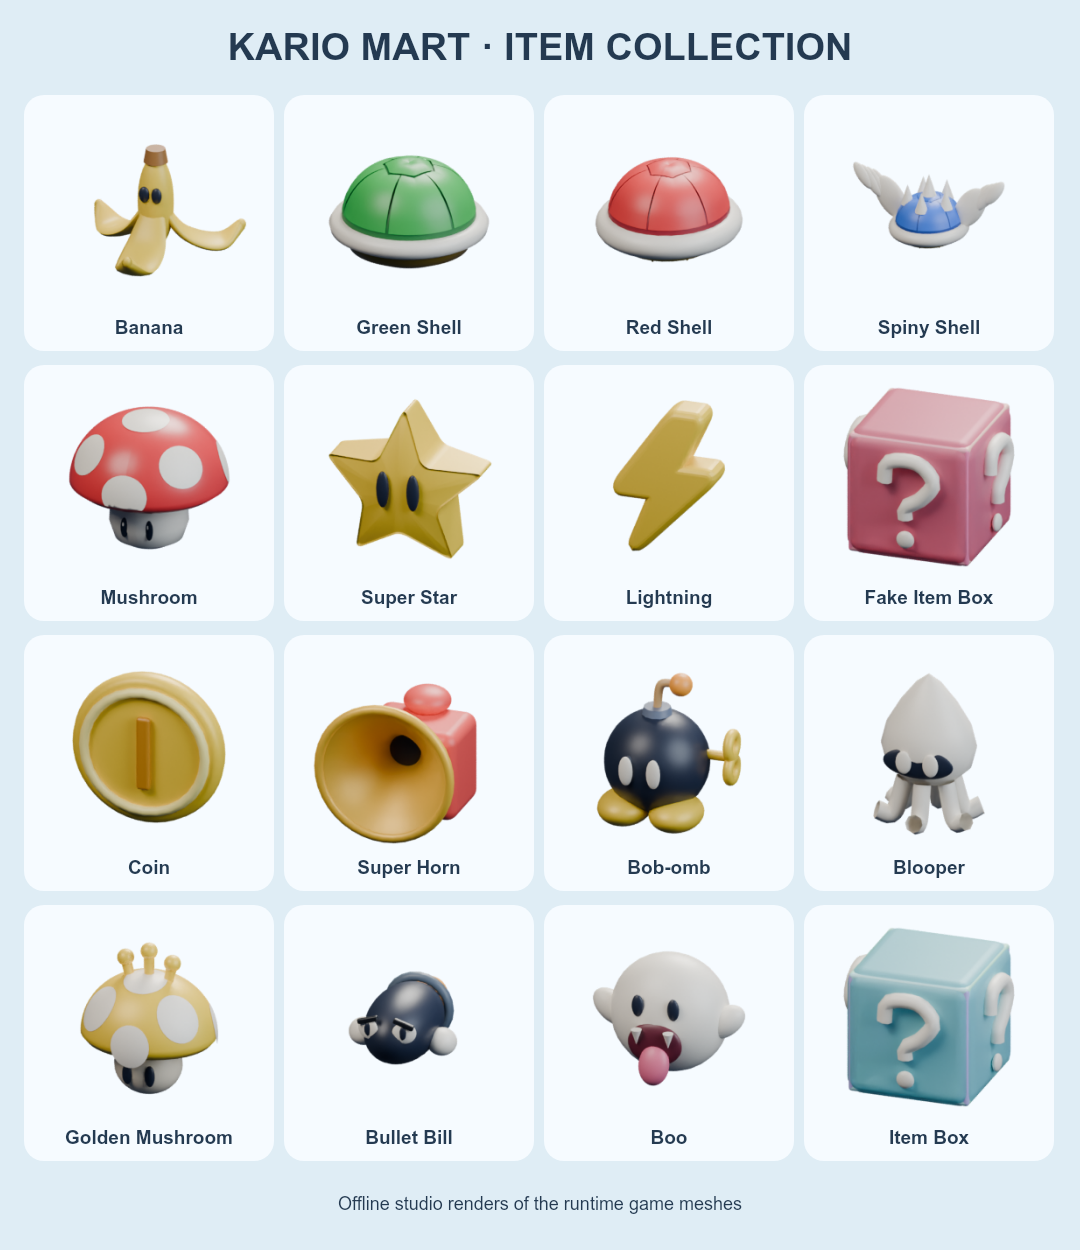 KARIO MART · ITEM COLLECTION
Banana
Green Shell
Red Shell
Spiny Shell
Mushroom
Super Star
Lightning
? ?
Fake Item Box
Coin
Super Horn
Bob-omb
Blooper
Golden Mushroom
Bullet Bill
Boo
? ?
Item Box
Offline studio renders of the runtime game meshes